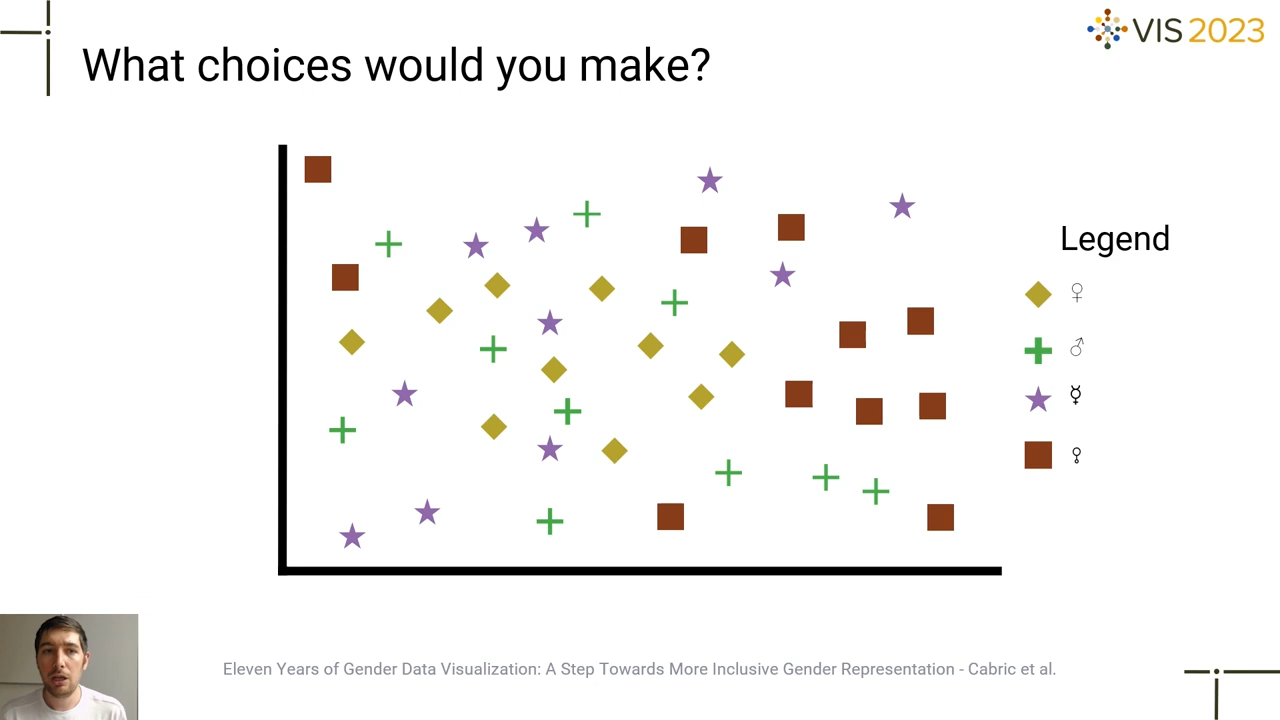 VIS 2023
What choices would you make?
Legend
♀
♂
☿
⚲
Eleven Years of Gender Data Visualization: A Step Towards More Inclusive Gender Representation - Cabric et al.